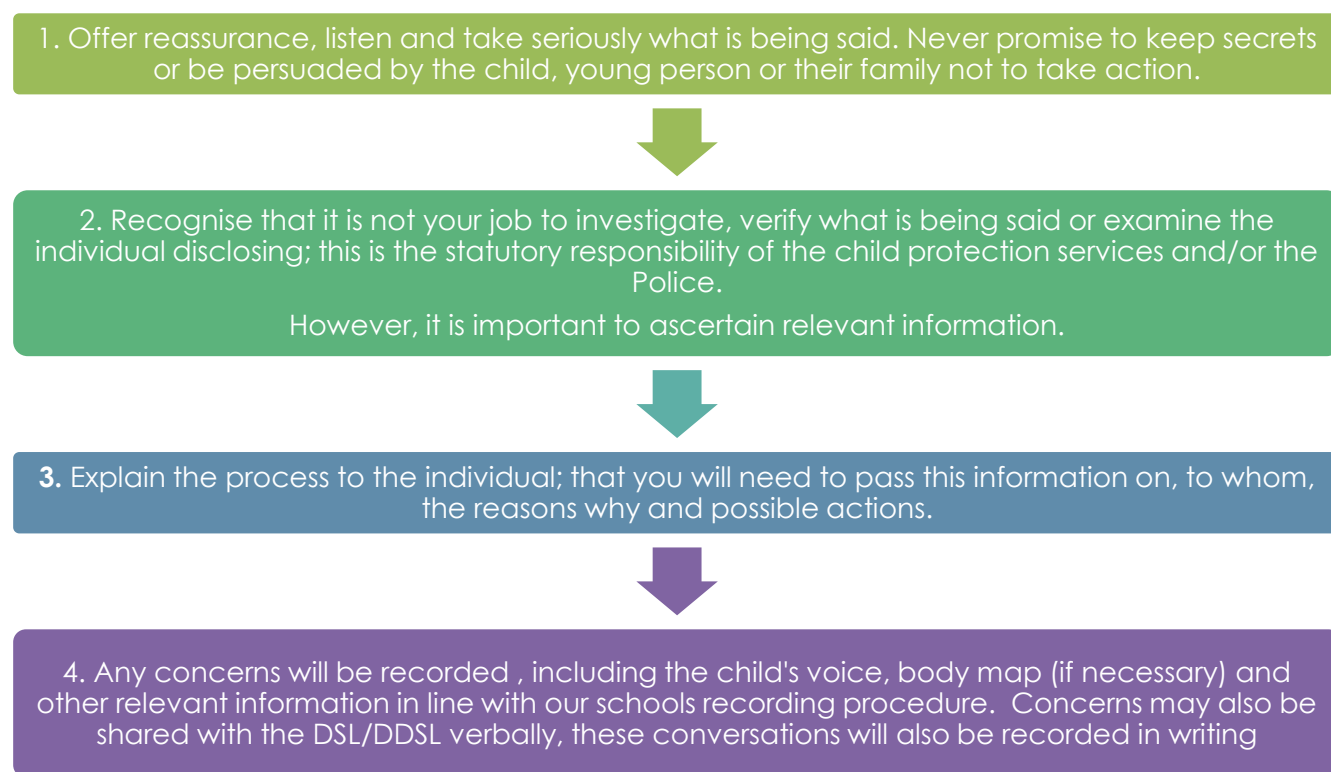 1. Offer reassurance, listen and take seriously what is being said. Never promise to keep secrets
or be persuaded by the child, young person or their family not to take action.
2. Recognise that it is not your job to investigate, verify what is being said or examine the
individual disclosing; this is the statutory responsibility of the child protection services and/or the
Police.
However, it is important to ascertain relevant information.
3. Explain the process to the individual; that you will need to pass this information on, to whom,
the reasons why and possible actions.
4. Any concerns will be recorded , including the child's voice, body map (if necessary) and
other relevant information in line with our schools recording procedure.  Concerns may also be
shared with the DSL/DDSL verbally, these conversations will also be recorded in writing